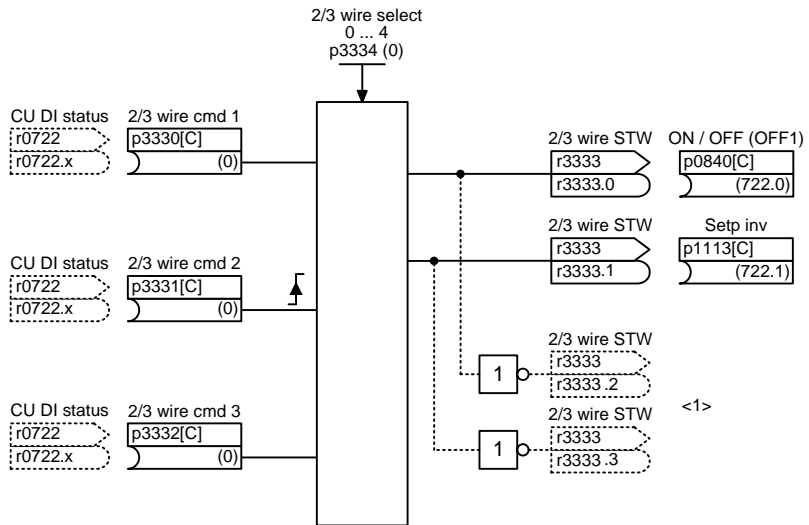 2/3 wire select
0 ... 4
p3334 (0)
CU DI status
r0722
r0722.x
2/3 wire cmd 1
p3330[C]
(0)
2/3 wire STW
r3333
r3333.0
ON / OFF (OFF1)
p0840[C]
(722.0)
2/3 wire STW
r3333
r3333.1
Setp inv
p1113[C]
(722.1)
CU DI status
r0722
r0722.x
2/3 wire cmd 2
p3331[C]
(0)
1
2/3 wire STW
r3333
r3333.2
<1>
1
2/3 wire STW
r3333
r3333.3
CU DI status
r0722
r0722.x
2/3 wire cmd 3
p3332[C]
(0)